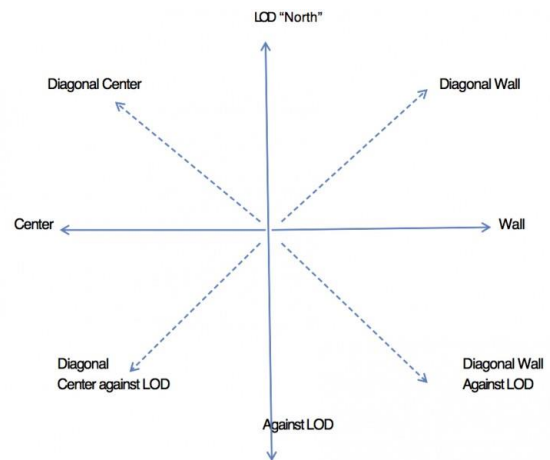 LOD “North”
Diagonal Center
Diagonal Wall
Center
Wall
Diagonal
Center against LOD
Diagonal Wall
Against LOD
Against LOD